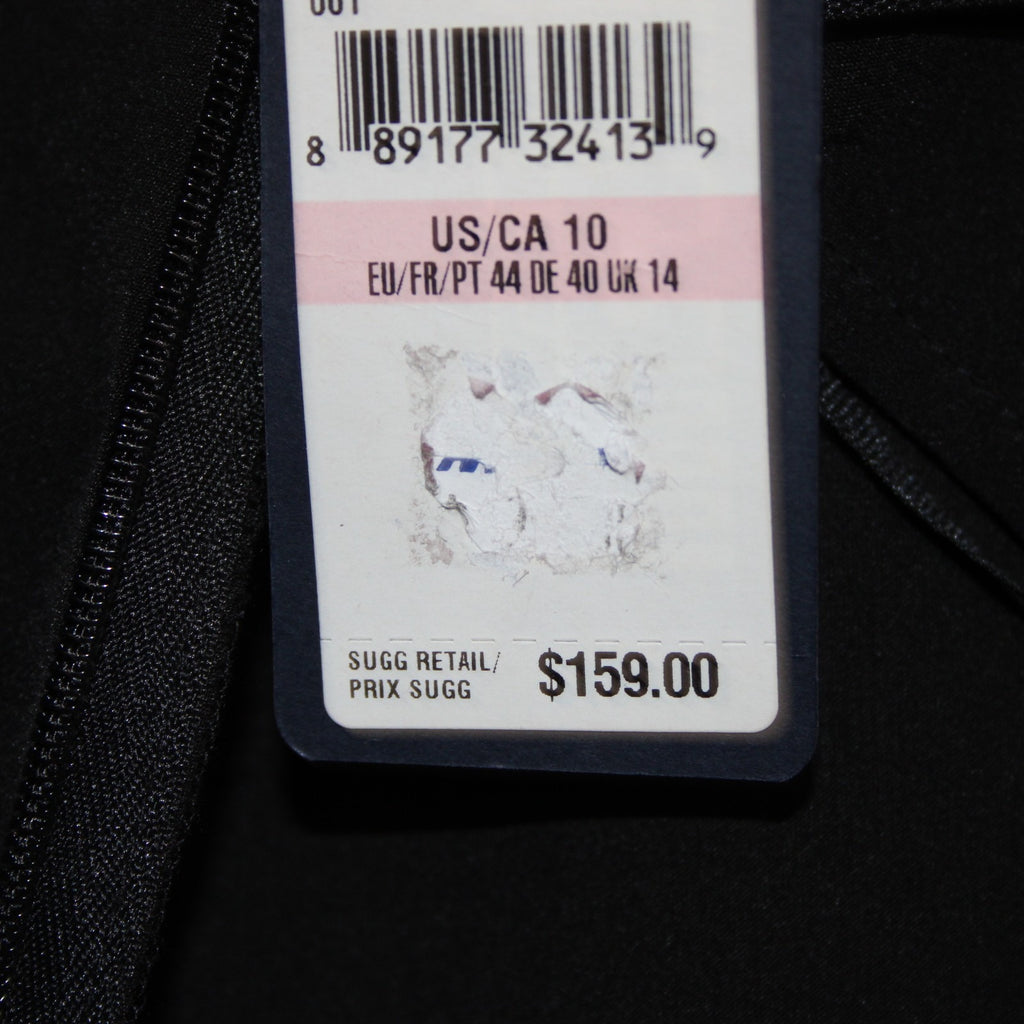 001
8 89177 32413 9
US/CA 10
EU/FR/PT 44 DE 40 UK 14
SUGG RETAIL/
PRIX SUGG
$159.00